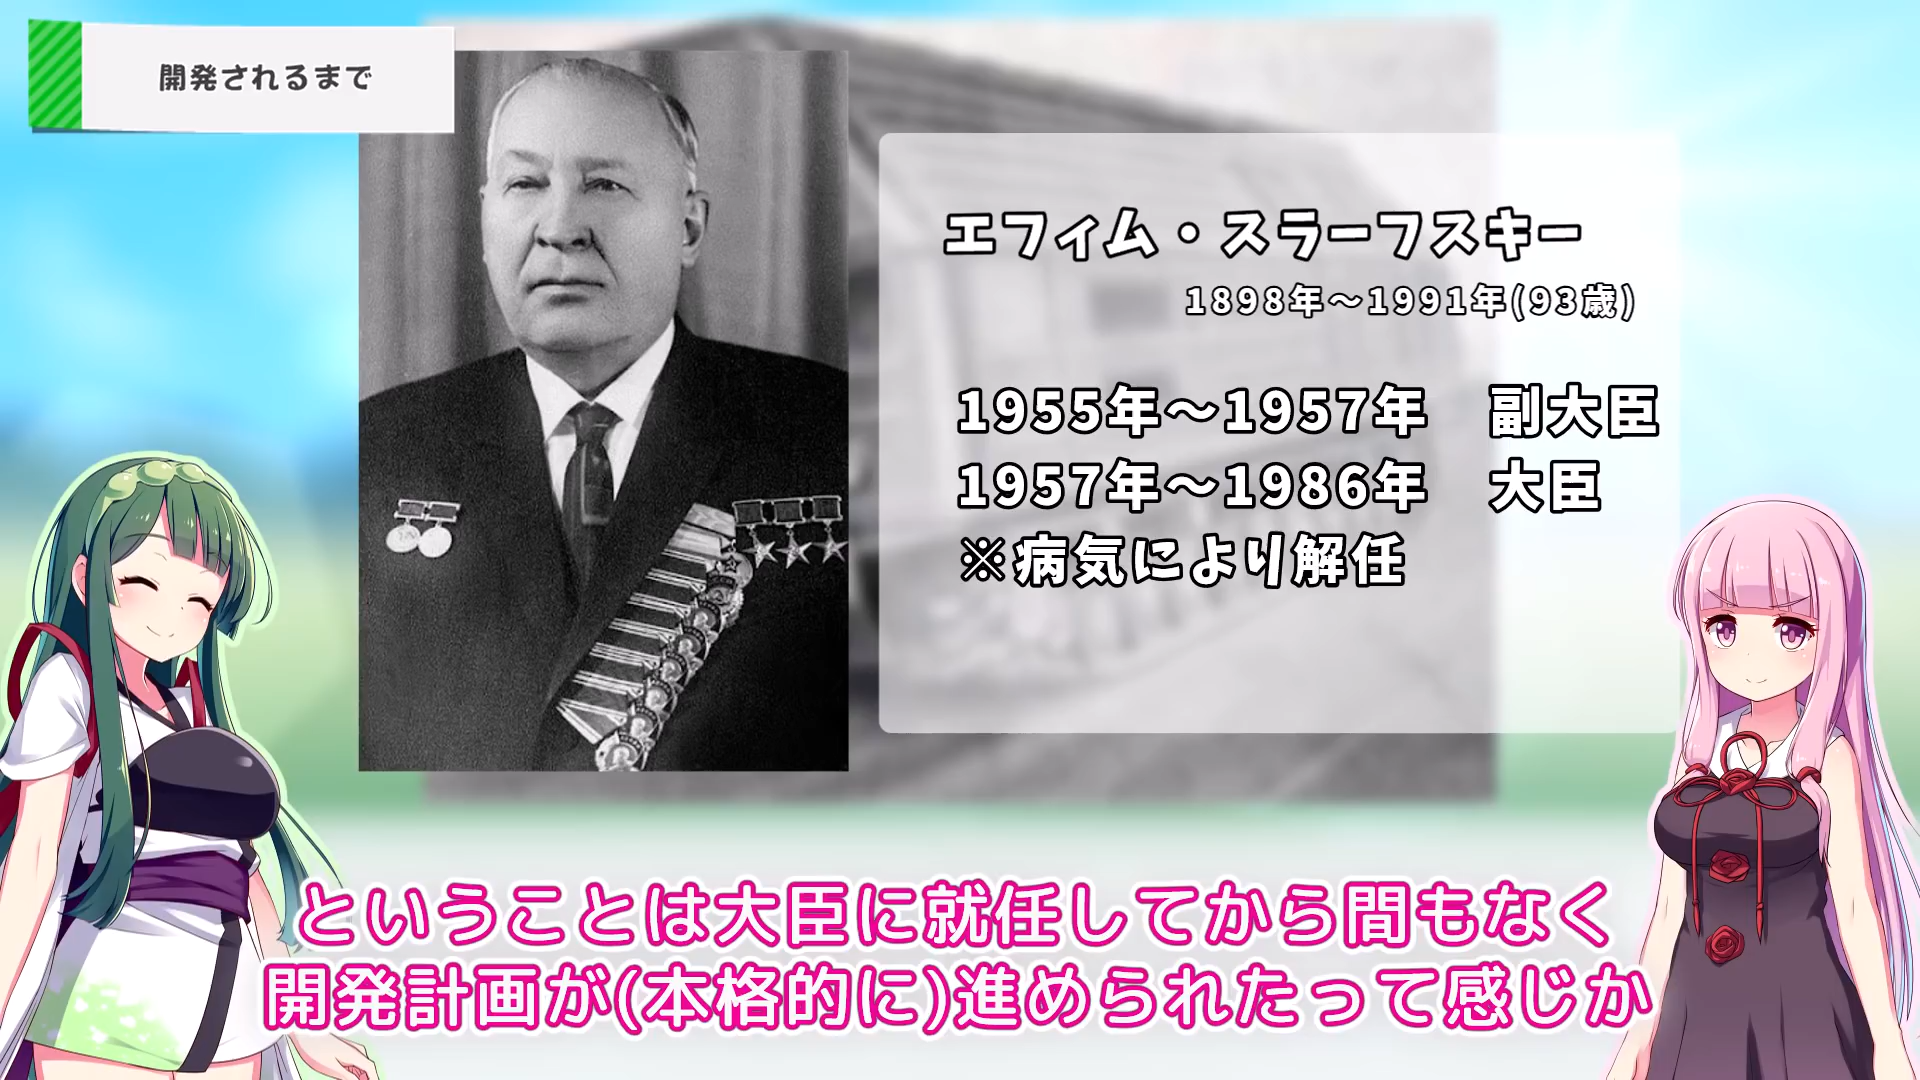 開発されるまで
エフィム・スラーフスキー
1898年～1991年(93歳)
1955年～1957年　副大臣
1957年～1986年　大臣
※病気により解任
ということは大臣に就任してから間もなく
開発計画が(本格的に)進められたって感じか